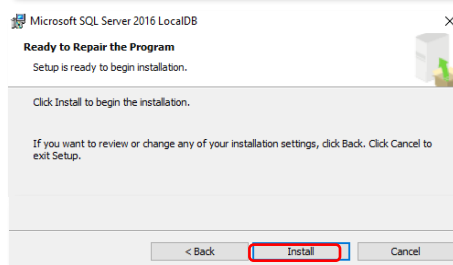 Microsoft SQL Server 2016 LocalDB
Ready to Repair the Program
Setup is ready to begin installation.
Click Install to begin the installation.
If you want to review or change any of your installation settings, click Back. Click Cancel to
exit Setup.
< Back
Install
Cancel